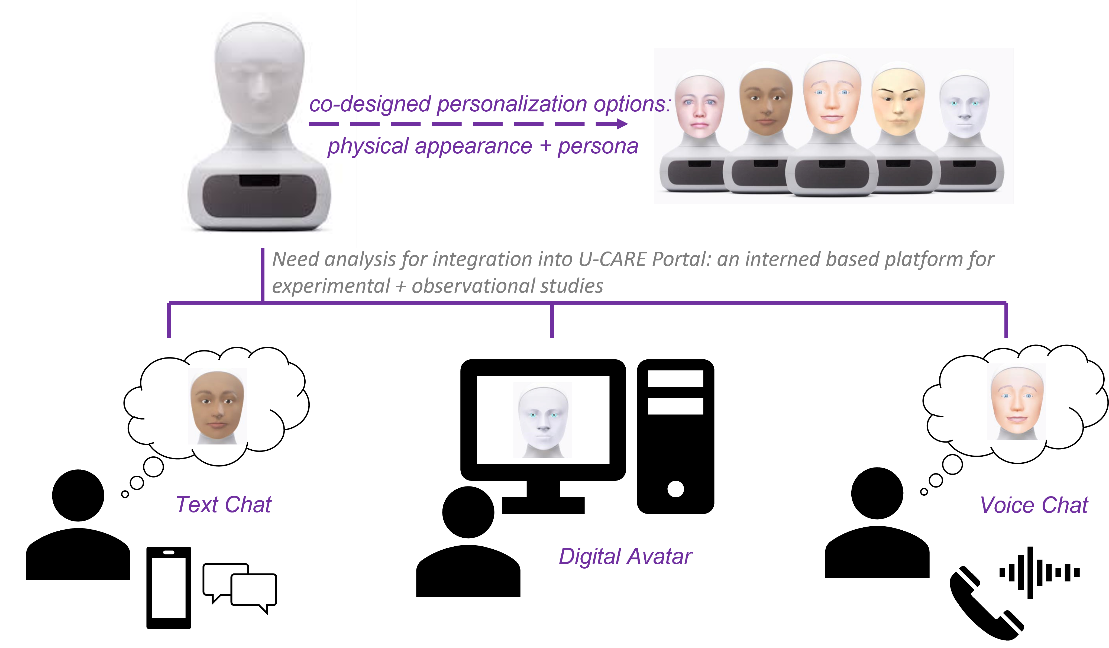 co-designed personalization options:
physical appearance + persona
Need analysis for integration into U-CARE Portal: an interned based platform for
experimental + observational studies
Text Chat
Digital Avatar
Voice Chat